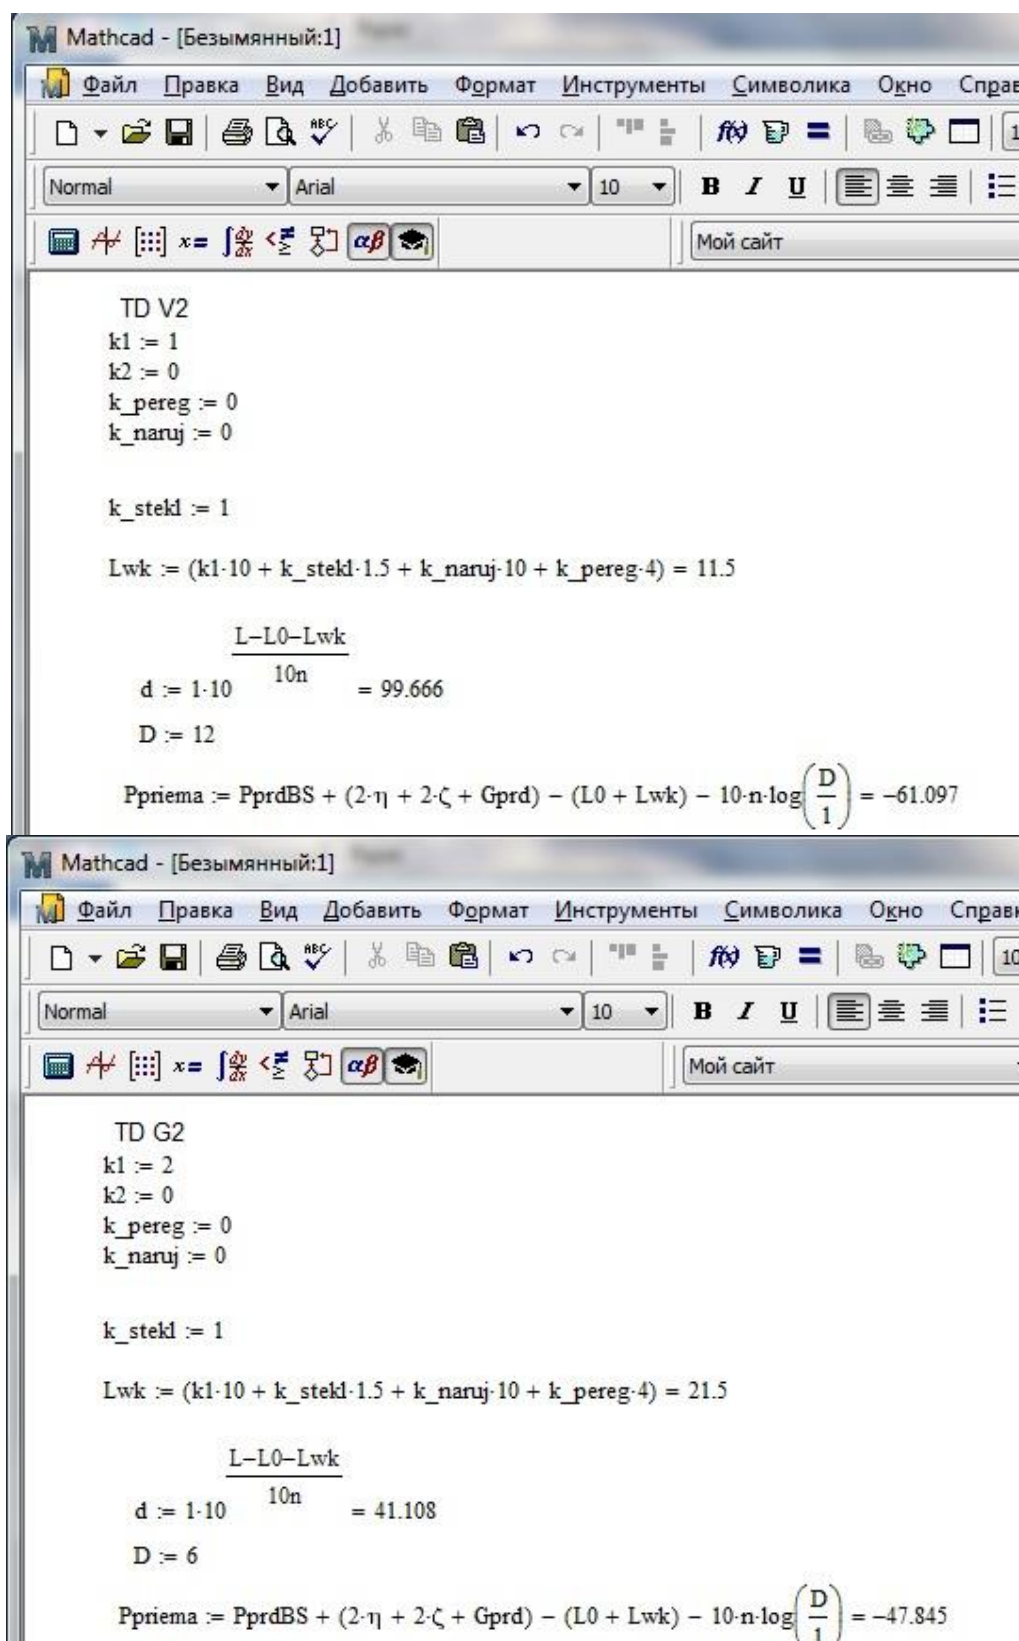 Mathcad - [Безымянный:1]
Файл Правка Вид Добавить Формат Инструменты Символика Окно Справ
Normal Arial 10 B I U
αβ Мой сайт
TD V2
k1 := 1
k2 := 0
k_pereg := 0
k_naruj := 0
k_stekl := 1
Lwk := (k1·10 + k_stekl·1.5 + k_naruj·10 + k_pereg·4) = 11.5
L−L0−Lwk
10n
d := 1·10 = 99.666
D := 12
Ppriema := PprdBS + (2·η + 2·ζ + Gprd) − (L0 + Lwk) − 10·n·log(D/1) = −61.097
Mathcad - [Безымянный:1]
Файл Правка Вид Добавить Формат Инструменты Символика Окно Справк
10
Normal Arial 10 B I U
αβ Мой сайт
TD G2
k1 := 2
k2 := 0
k_pereg := 0
k_naruj := 0
k_stekl := 1
Lwk := (k1·10 + k_stekl·1.5 + k_naruj·10 + k_pereg·4) = 21.5
L−L0−Lwk
10n
d := 1·10 = 41.108
D := 6
Ppriema := PprdBS + (2·η + 2·ζ + Gprd) − (L0 + Lwk) − 10·n·log(D/1) = −47.845